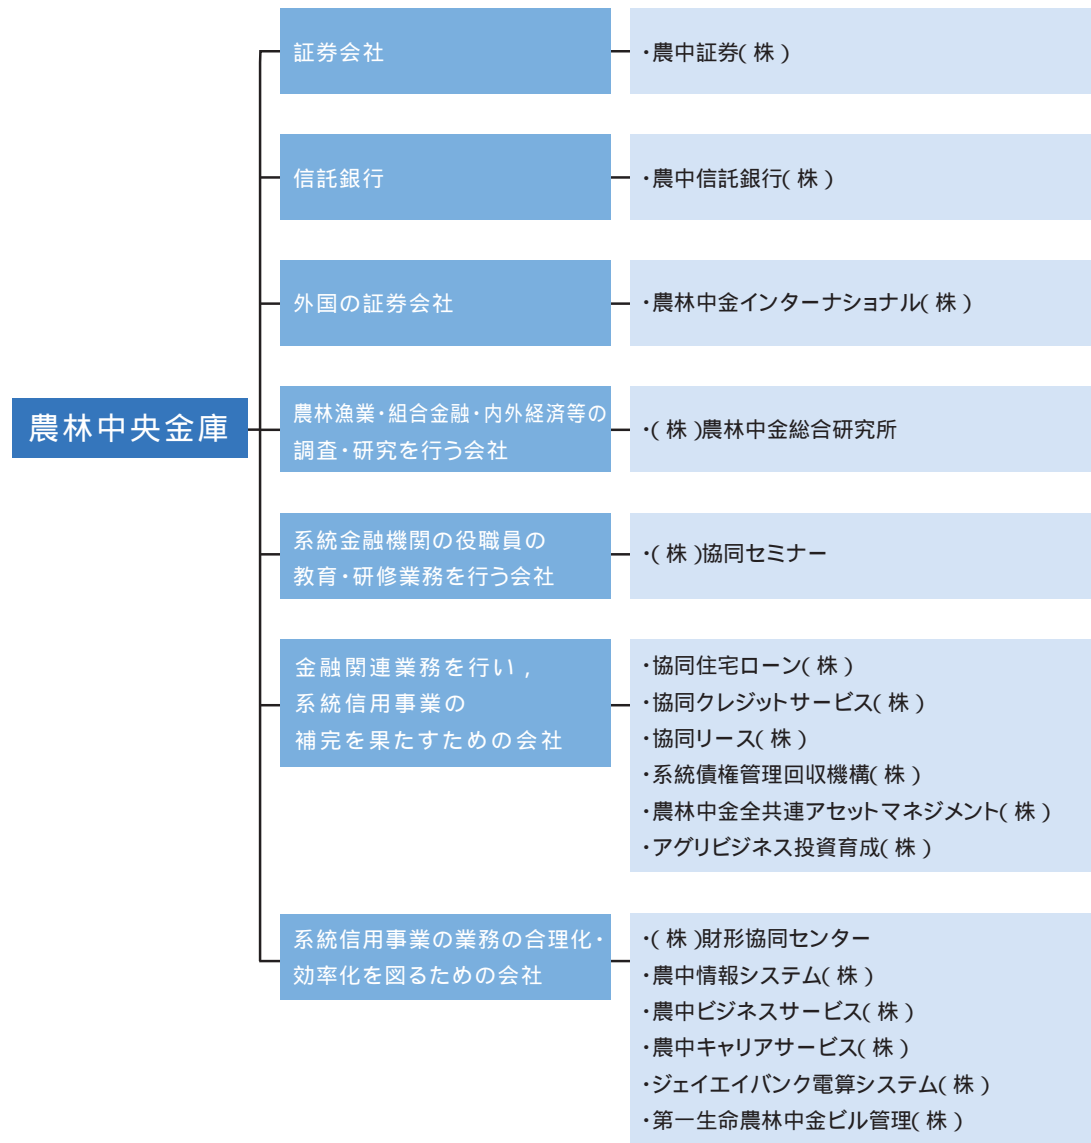 農林中央金庫
証券会社
・農中証券(株)
信託銀行
・農中信託銀行(株)
外国の証券会社
・農林中金インターナショナル(株)
農林漁業・組合金融・内外経済等の
調査・研究を行う会社
・(株)農林中金総合研究所
系統金融機関の役職員の
教育・研修業務を行う会社
・(株)協同セミナー
金融関連業務を行い,
系統信用事業の
補完を果たすための会社
・協同住宅ローン(株)
・協同クレジットサービス(株)
・協同リース(株)
・系統債権管理回収機構(株)
・農林中金全共連アセットマネジメント(株)
・アグリビジネス投資育成(株)
系統信用事業の業務の合理化・
効率化を図るための会社
・(株)財形協同センター
・農中情報システム(株)
・農中ビジネスサービス(株)
・農中キャリアサービス(株)
・ジェイエイバンク電算システム(株)
・第一生命農林中金ビル管理(株)